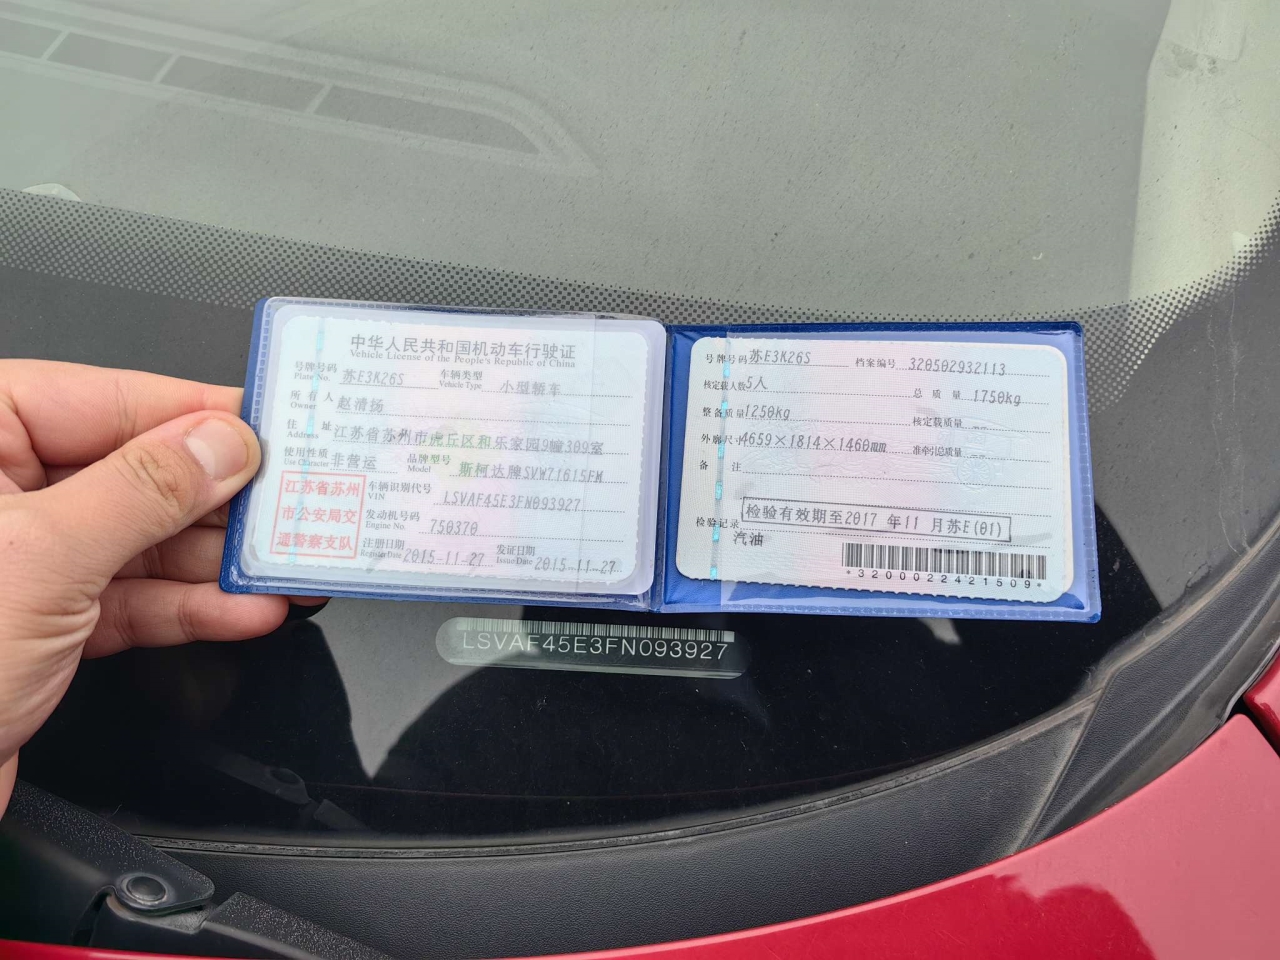 中华人民共和国机动车行驶证
Vehicle License of the People's Republic of China
号牌号码 苏E3K26S 车辆类型 小型轿车
Plate No. Vehicle Type
所有人 赵清扬
Owner
住址 江苏省苏州市虎丘区和乐家园9幢309室
Address
使用性质 非营运 品牌型号 斯柯达牌SVW71615FM
Use Character Model
江苏省苏州
市公安局交
通警察支队
车辆识别代号 LSVAF45E3FN093927
VIN
发动机号码 750370
Engine No.
注册日期 2015-11-27 发证日期 2015-11-27
Register Date Issue Date
号牌号码 苏E3K26S 档案编号 320502932113
核定载人数 5人 总质量 1750kg
整备质量 1250kg 核定载质量 --
外廓尺寸 4659×1814×1460mm 准牵引总质量 --
备注
检验记录 检验有效期至2017年11月苏E(01)
汽油
*3200022421509*
LSVAF45E3FN093927